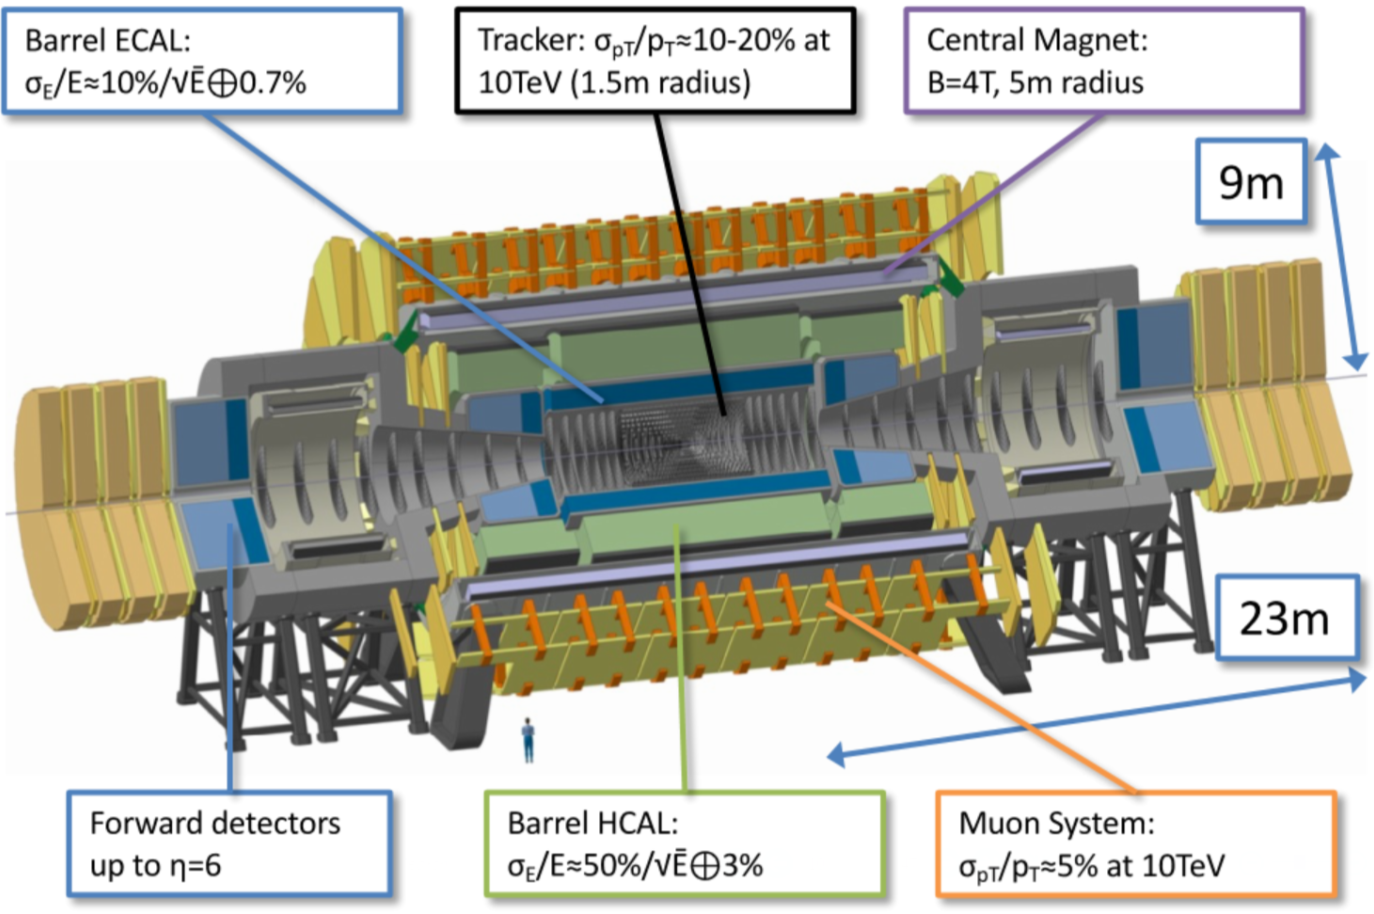 Barrel ECAL:
σE/E≈10%/√Ē⊕0.7%
Tracker: σpT/pT≈10-20% at
10TeV (1.5m radius)
Central Magnet:
B=4T, 5m radius
9m
23m
Forward detectors
up to η=6
Barrel HCAL:
σE/E≈50%/√Ē⊕3%
Muon System:
σpT/pT≈5% at 10TeV